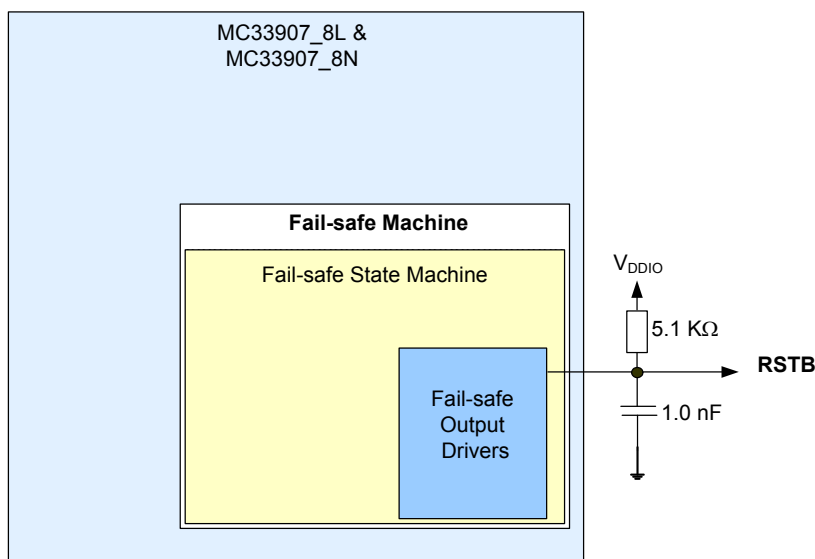 MC33907_8L &
MC33907_8N
Fail-safe Machine
Fail-safe State Machine
V_DDIO
5.1 KΩ
RSTB
Fail-safe
Output
Drivers
1.0 nF